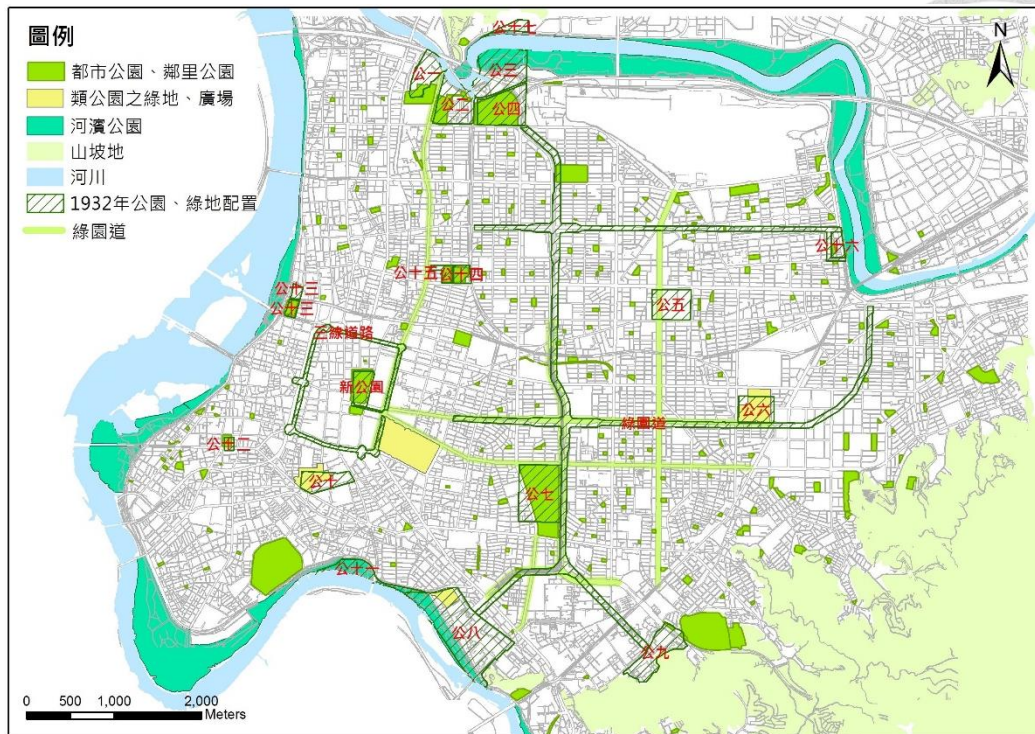 圖例
都市公園、鄰里公園
類公園之綠地、廣場
河濱公園
山坡地
河川
1932年公園、綠地配置
綠園道
N
公十七
公一
公三
公二
公四
公十六
公十五
公十四
公十三
公十三
公五
三線道路
新公園
公六
綠園道
公十二
公十
公七
公十一
公八
公九
0 500 1,000 2,000
Meters